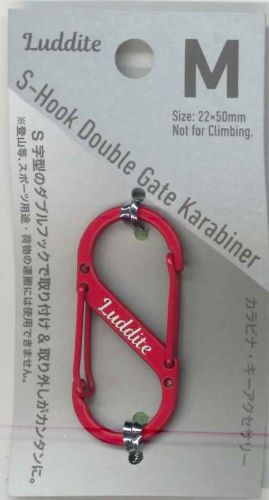 Luddite
M
Size: 22×50mm
Not for Climbing.
S-Hook Double Gate Karabiner
S字型のダブルフックで取り付け & 取り外しがカンタンに。
※登山等、スポーツ用途・荷物の運搬には使用できません。
Luddite
カラビナ・キーアクセサリー